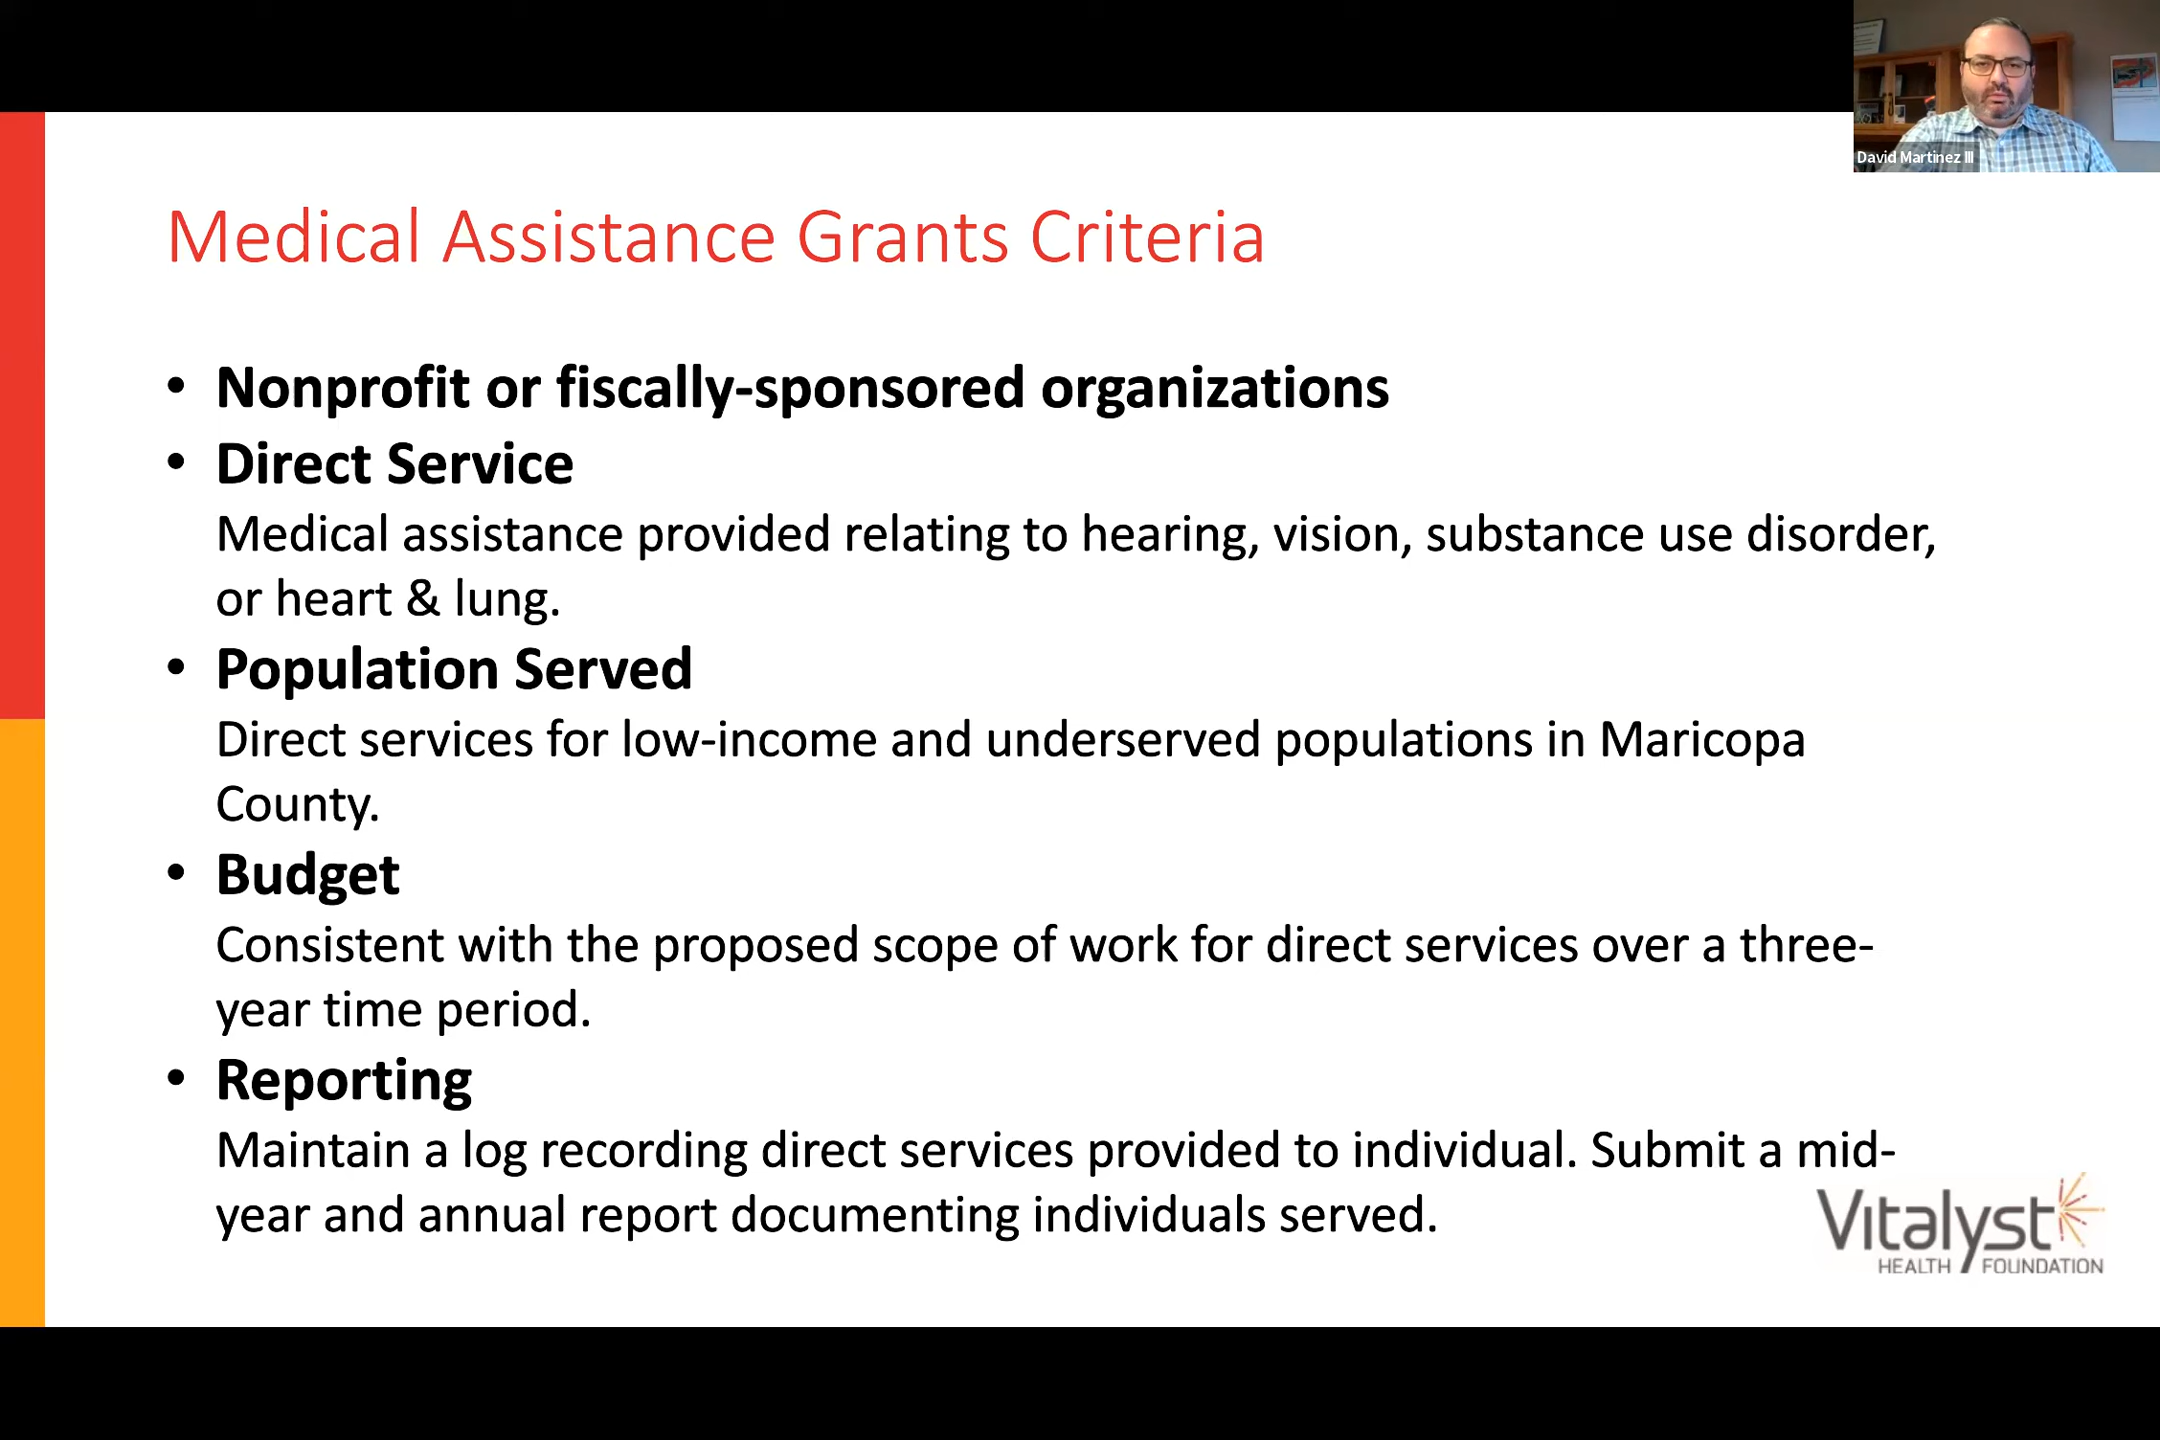 David Martinez III
Medical Assistance Grants Criteria
• Nonprofit or fiscally-sponsored organizations
• Direct Service
Medical assistance provided relating to hearing, vision, substance use disorder,
or heart & lung.
• Population Served
Direct services for low-income and underserved populations in Maricopa
County.
• Budget
Consistent with the proposed scope of work for direct services over a three-
year time period.
• Reporting
Maintain a log recording direct services provided to individual. Submit a mid-
year and annual report documenting individuals served.
Vitalyst
HEALTH FOUNDATION